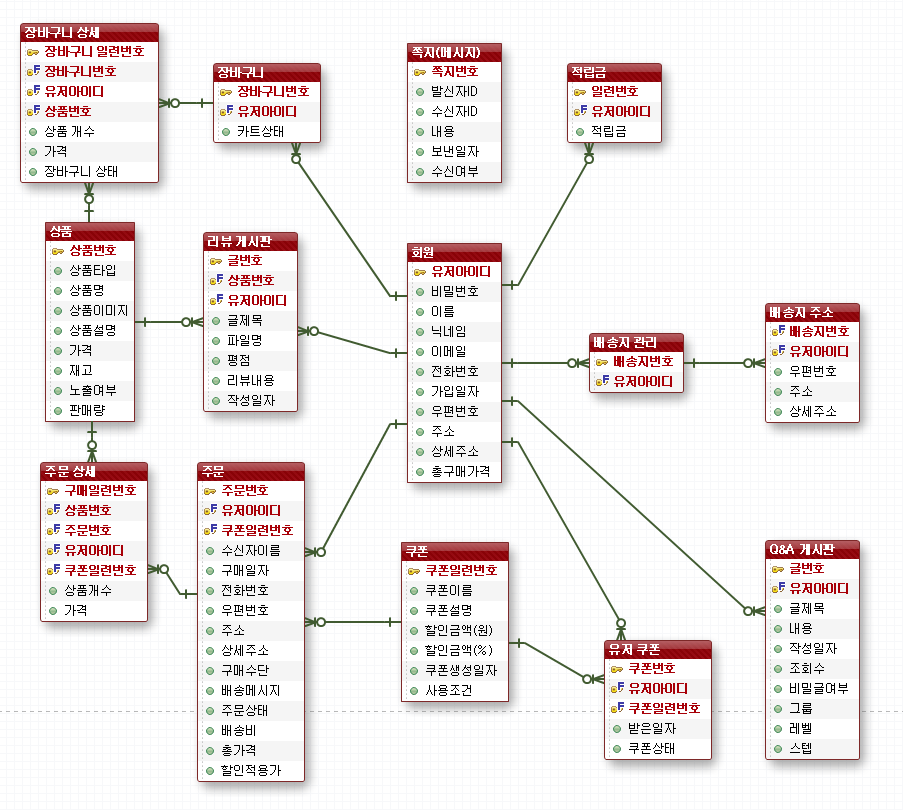 장바구니 상세
장바구니 일련번호
장바구니번호
유저아이디
상품번호
상품 개수
가격
장바구니 상태
장바구니
장바구니번호
유저아이디
카트상태
쪽지(메시지)
쪽지번호
발신자ID
수신자ID
내용
보낸일자
수신여부
적립금
일련번호
유저아이디
적립금
상품
상품번호
상품타입
상품명
상품이미지
상품설명
가격
재고
노출여부
판매량
리뷰 게시판
글번호
상품번호
유저아이디
글제목
파일명
평점
리뷰내용
작성일자
회원
유저아이디
비밀번호
이름
닉네임
이메일
전화번호
가입일자
우편번호
주소
상세주소
총구매가격
배송지 관리
배송지번호
유저아이디
배송지 주소
배송지번호
유저아이디
우편번호
주소
상세주소
주문 상세
구매일련번호
상품번호
주문번호
유저아이디
쿠폰일련번호
상품개수
가격
주문
주문번호
유저아이디
쿠폰일련번호
수신자이름
구매일자
전화번호
우편번호
주소
상세주소
구매수단
배송메시지
주문상태
배송비
총가격
할인적용가
쿠폰
쿠폰일련번호
쿠폰이름
쿠폰설명
할인금액(원)
할인금액(%)
쿠폰생성일자
사용조건
유저 쿠폰
쿠폰번호
유저아이디
쿠폰일련번호
받은일자
쿠폰상태
Q&A 게시판
글번호
유저아이디
글제목
내용
작성일자
조회수
비밀글여부
그룹
레벨
스텝